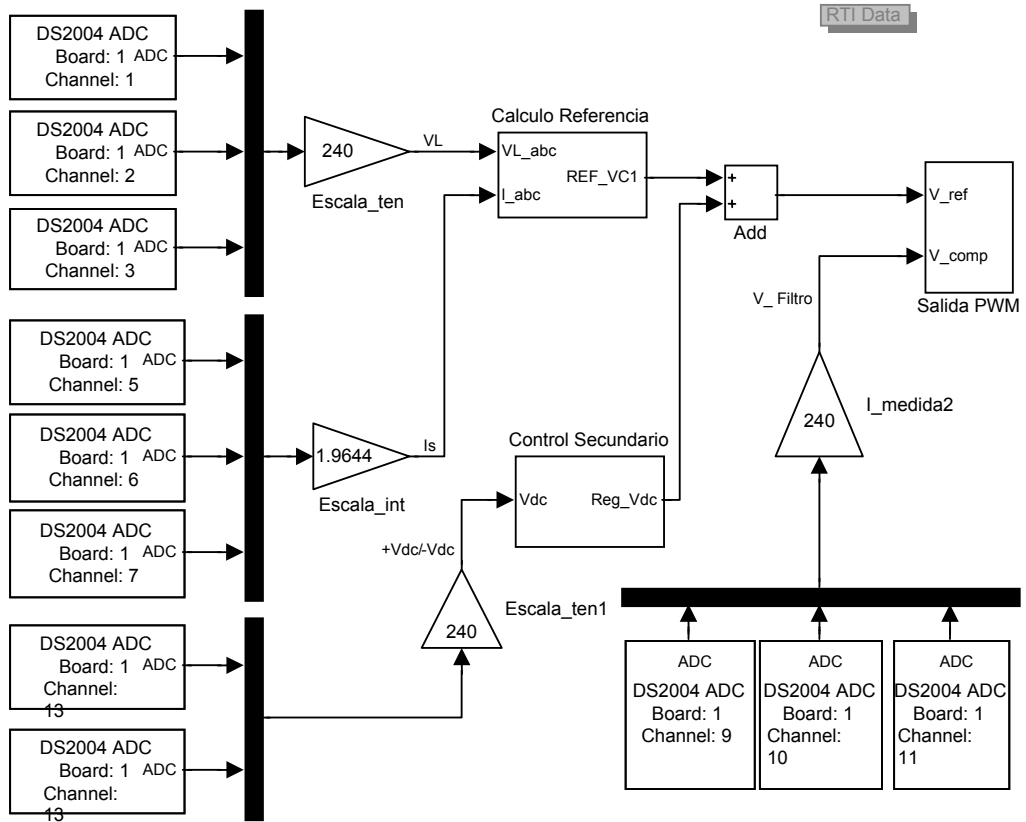 RTI Data
DS2004 ADC
Board: 1
ADC
Channel: 1
DS2004 ADC
Board: 1
ADC
Channel: 2
DS2004 ADC
Board: 1
ADC
Channel: 3
240
Escala_ten
VL
Calculo Referencia
VL_abc
I_abc
REF_VC1
+
+
Add
V_ref
V_comp
Salida PWM
V_ Filtro
240
I_medida2
DS2004 ADC
Board: 1
ADC
Channel: 5
DS2004 ADC
Board: 1
ADC
Channel: 6
DS2004 ADC
Board: 1
ADC
Channel: 7
1.9644
Escala_int
Is
Control Secundario
Vdc
Reg_Vdc
+Vdc/-Vdc
240
Escala_ten1
DS2004 ADC
Board: 1
ADC
Channel:
13
DS2004 ADC
Board: 1
ADC
Channel:
13
ADC
DS2004 ADC
Board: 1
Channel: 9
ADC
DS2004 ADC
Board: 1
Channel:
10
ADC
DS2004 ADC
Board: 1
Channel:
11